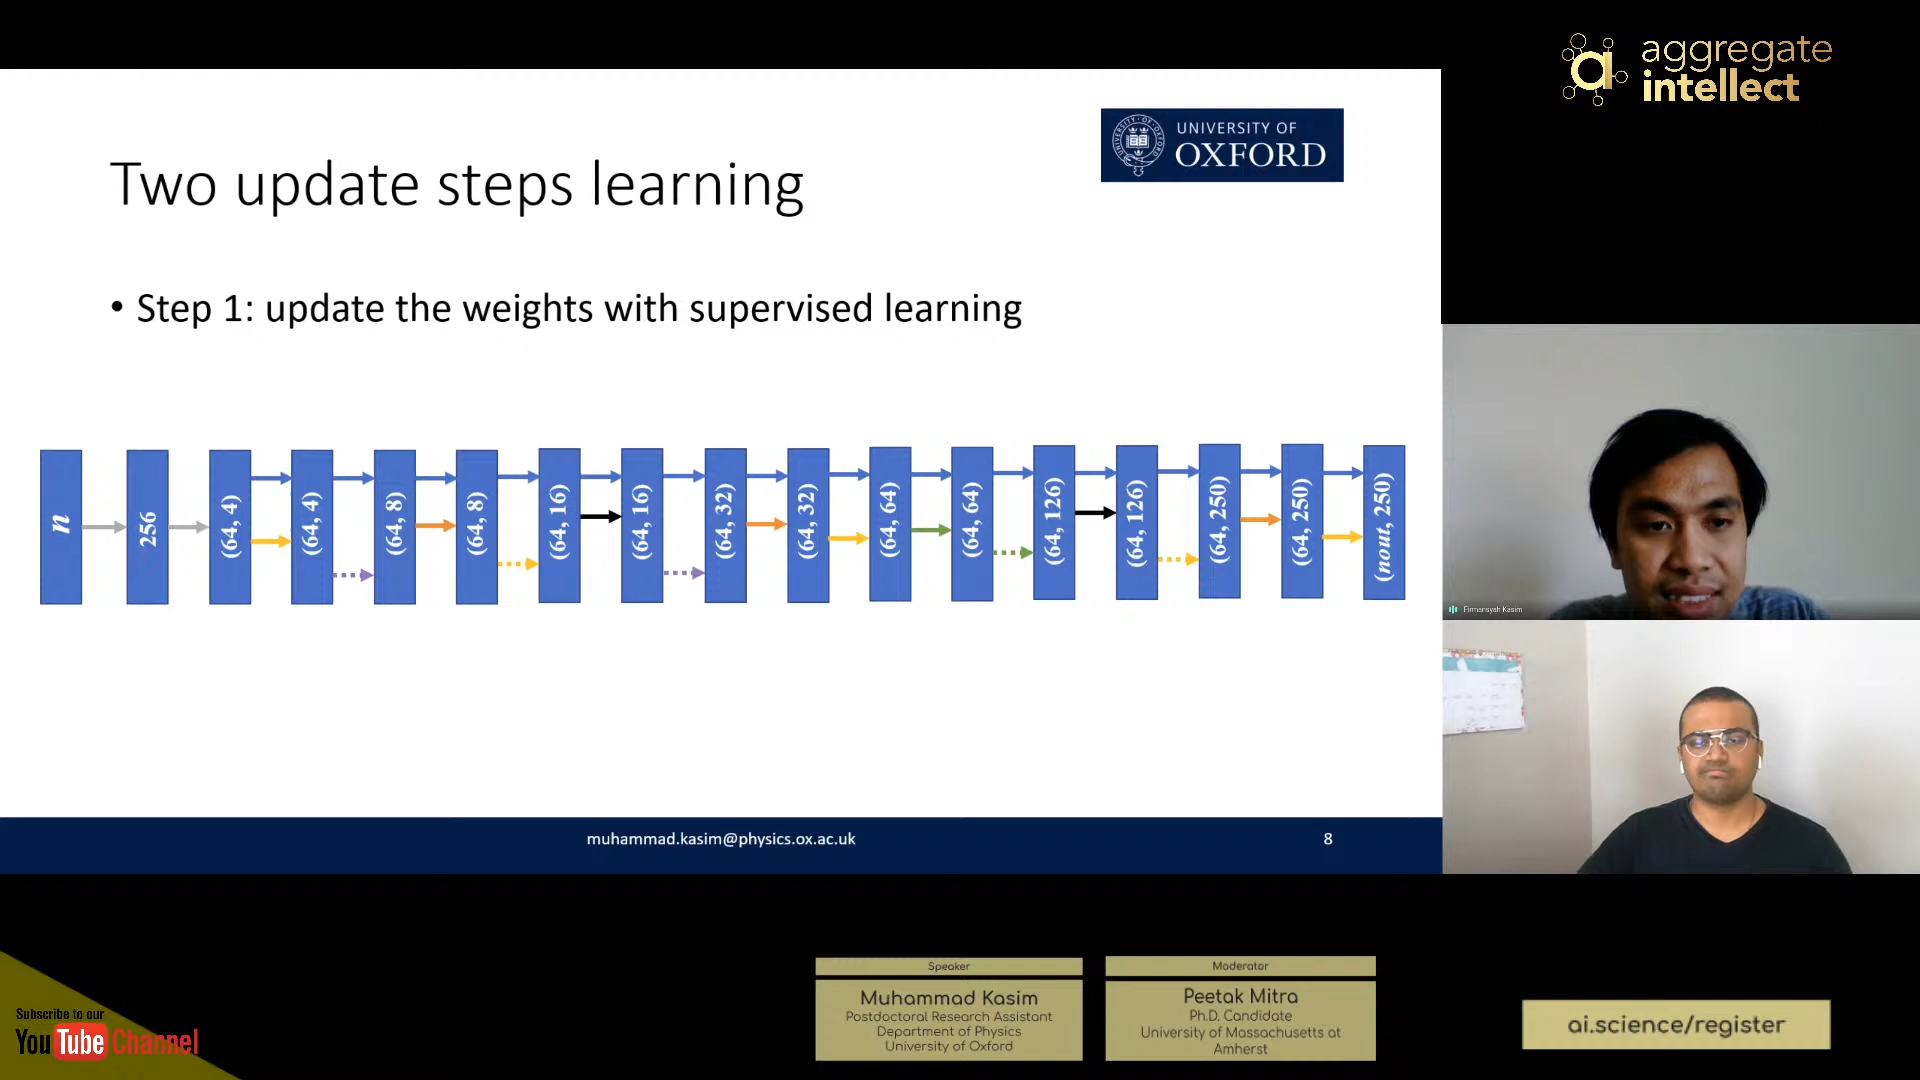 aggregate
intellect
UNIVERSITY OF
OXFORD
Two update steps learning
• Step 1: update the weights with supervised learning
n
256
(64, 4)
(64, 4)
(64, 8)
(64, 8)
(64, 16)
(64, 16)
(64, 32)
(64, 32)
(64, 64)
(64, 64)
(64, 126)
(64, 126)
(64, 250)
(64, 250)
(nout, 250)
Firmansyah Kasim
muhammad.kasim@physics.ox.ac.uk
8
Speaker
Muhammad Kasim
Postdoctoral Research Assistant
Department of Physics
University of Oxford
Moderator
Peetak Mitra
Ph.D. Candidate
University of Massachusetts at
Amherst
ai.science/register
Subscribe to our
YouTube Channel